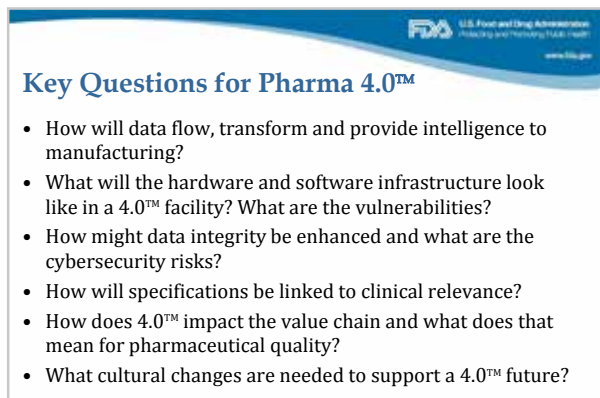 FDA U.S. Food and Drug Administration
Protecting and Promoting Public Health
www.fda.gov
Key Questions for Pharma 4.0™
• How will data flow, transform and provide intelligence to
manufacturing?
• What will the hardware and software infrastructure look
like in a 4.0™ facility? What are the vulnerabilities?
• How might data integrity be enhanced and what are the
cybersecurity risks?
• How will specifications be linked to clinical relevance?
• How does 4.0™ impact the value chain and what does that
mean for pharmaceutical quality?
• What cultural changes are needed to support a 4.0™ future?